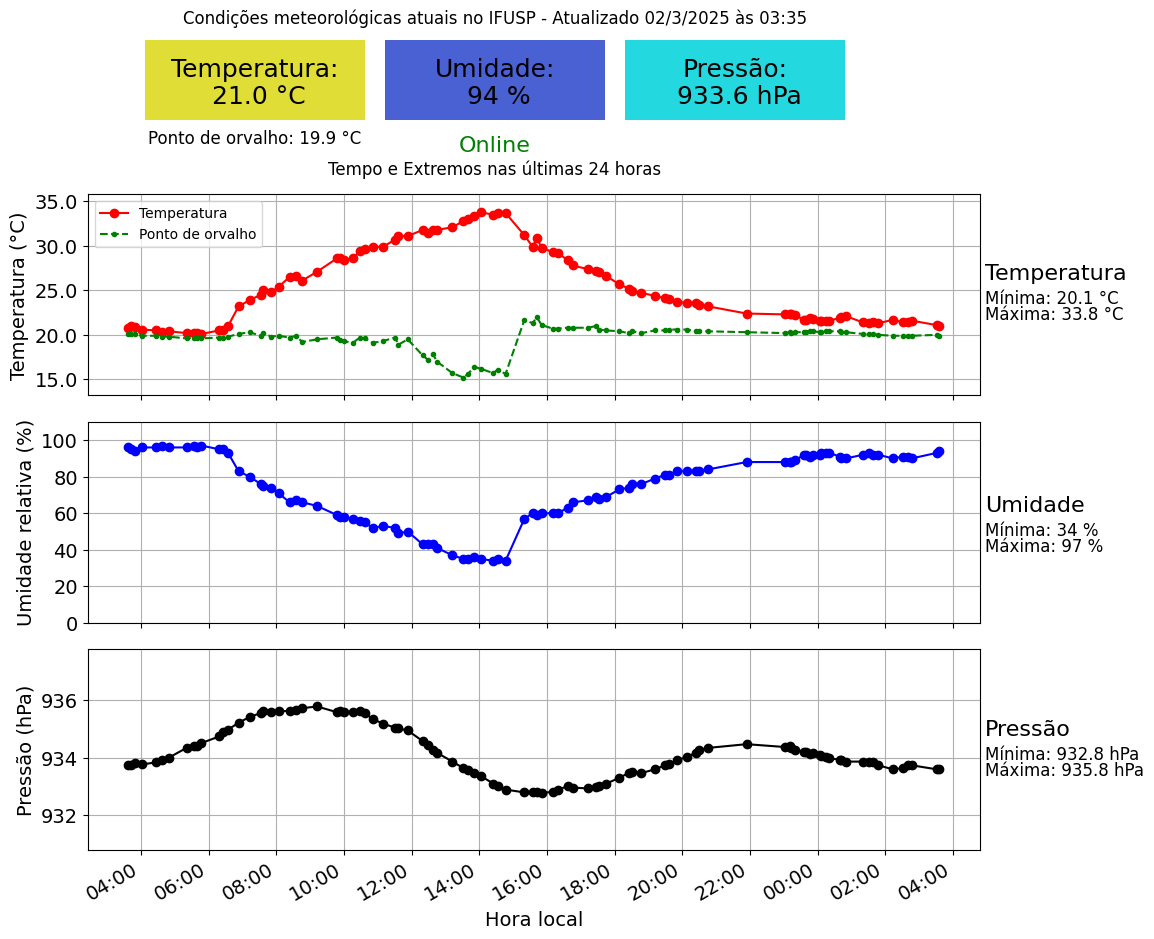 Condições meteorológicas atuais no IFUSP - Atualizado 02/3/2025 às 03:35
Temperatura:
21.0 °C
Umidade:
94 %
Pressão:
933.6 hPa
Ponto de orvalho: 19.9 °C
Online
Tempo e Extremos nas últimas 24 horas
Temperatura (°C)
35.0
30.0
25.0
20.0
15.0
Temperatura
Ponto de orvalho
Temperatura
Mínima: 20.1 °C
Máxima: 33.8 °C
Umidade relativa (%)
100
80
60
40
20
0
Umidade
Mínima: 34 %
Máxima: 97 %
Pressão (hPa)
936
934
932
Pressão
Mínima: 932.8 hPa
Máxima: 935.8 hPa
04:00 06:00 08:00 10:00 12:00 14:00 16:00 18:00 20:00 22:00 00:00 02:00 04:00
Hora local